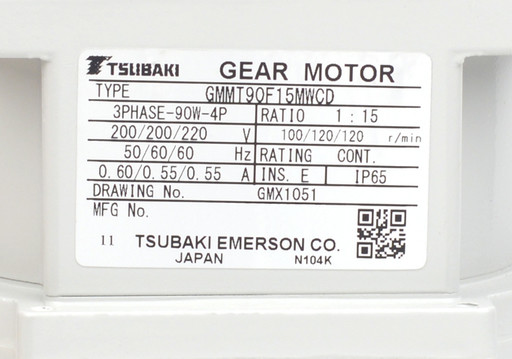 TSUBAKI GEAR MOTOR
TYPE GMMT90F15MWCD
3PHASE-90W-4P RATIO 1:15
200/200/220 V 100/120/120 r/min
50/60/60 Hz RATING CONT.
0.60/0.55/0.55 A INS. E IP65
DRAWING No. GMX1051
MFG No.
11 TSUBAKI EMERSON CO.
JAPAN N104K